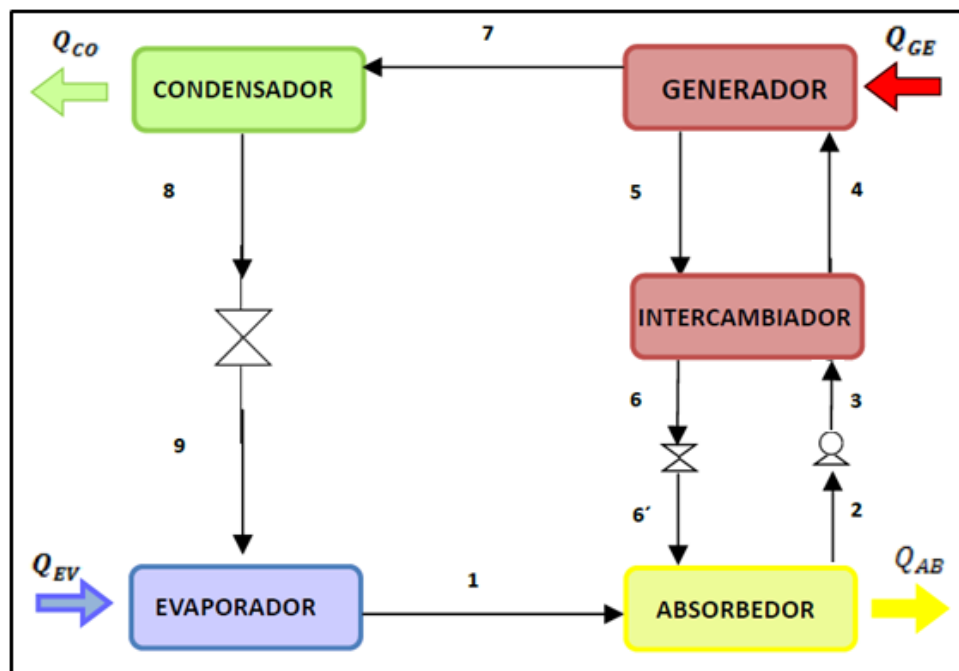 7
Q_CO
Q_GE
CONDENSADOR
GENERADOR
8
5
4
INTERCAMBIADOR
6
3
9
6´
2
Q_EV
1
Q_AB
EVAPORADOR
ABSORBEDOR